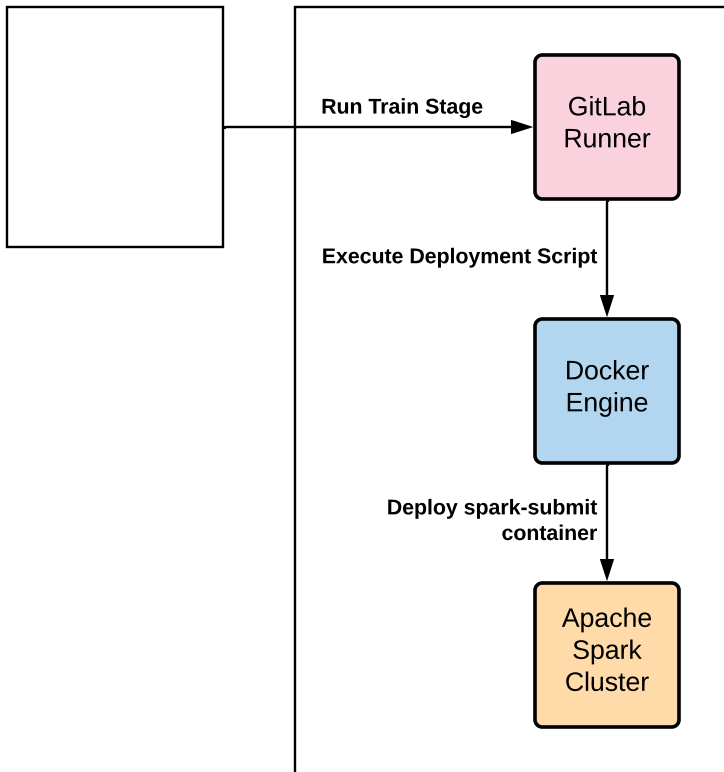 Run Train Stage
GitLab
Runner
Execute Deployment Script
Docker
Engine
Deploy spark-submit
container
Apache
Spark
Cluster